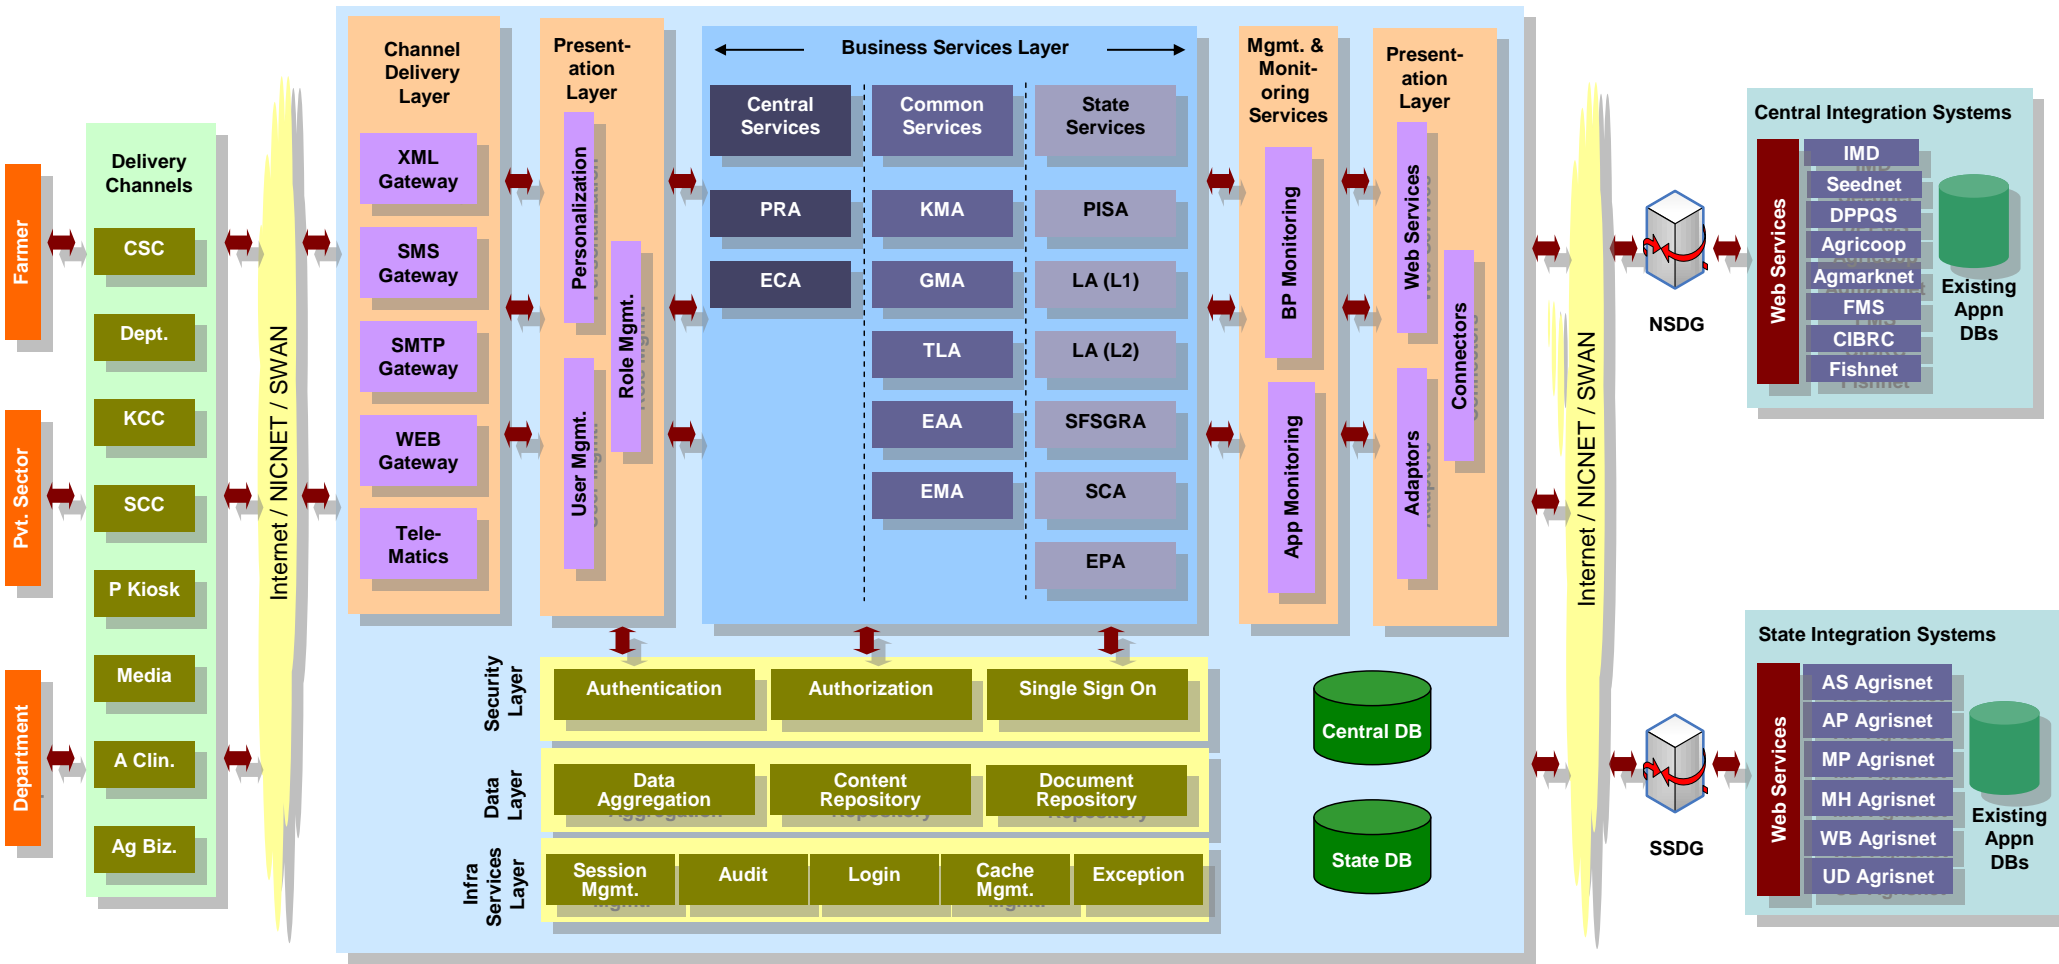 Farmer
Pvt. Sector
Department
Delivery
Channels
CSC
Dept.
KCC
SCC
P Kiosk
Media
A Clin.
Ag Biz.
Internet / NICNET / SWAN
Channel
Delivery
Layer
XML
Gateway
SMS
Gateway
SMTP
Gateway
WEB
Gateway
Tele-
Matics
Present-
ation
Layer
Personalization
Role Mgmt.
User Mgmt.
Business Services Layer
Central
Services
PRA
ECA
Common
Services
KMA
GMA
TLA
EAA
EMA
State
Services
PISA
LA (L1)
LA (L2)
SFSGRA
SCA
EPA
Mgmt. &
Monit-
oring
Services
BP Monitoring
App Monitoring
Present-
ation
Layer
Web Services
Connectors
Adaptors
Security
Layer
Authentication
Authorization
Single Sign On
Data
Layer
Data
Aggregation
Content
Repository
Document
Repository
Infra
Services
Layer
Session
Mgmt.
Audit
Login
Cache
Mgmt.
Exception
Central DB
State DB
Internet / NICNET / SWAN
NSDG
SSDG
Central Integration Systems
Web Services
IMD
Seednet
DPPQS
Agricoop
Agmarknet
FMS
CIBRC
Fishnet
Existing
Appn
DBs
State Integration Systems
Web Services
AS Agrisnet
AP Agrisnet
MP Agrisnet
MH Agrisnet
WB Agrisnet
UD Agrisnet
Existing
Appn
DBs